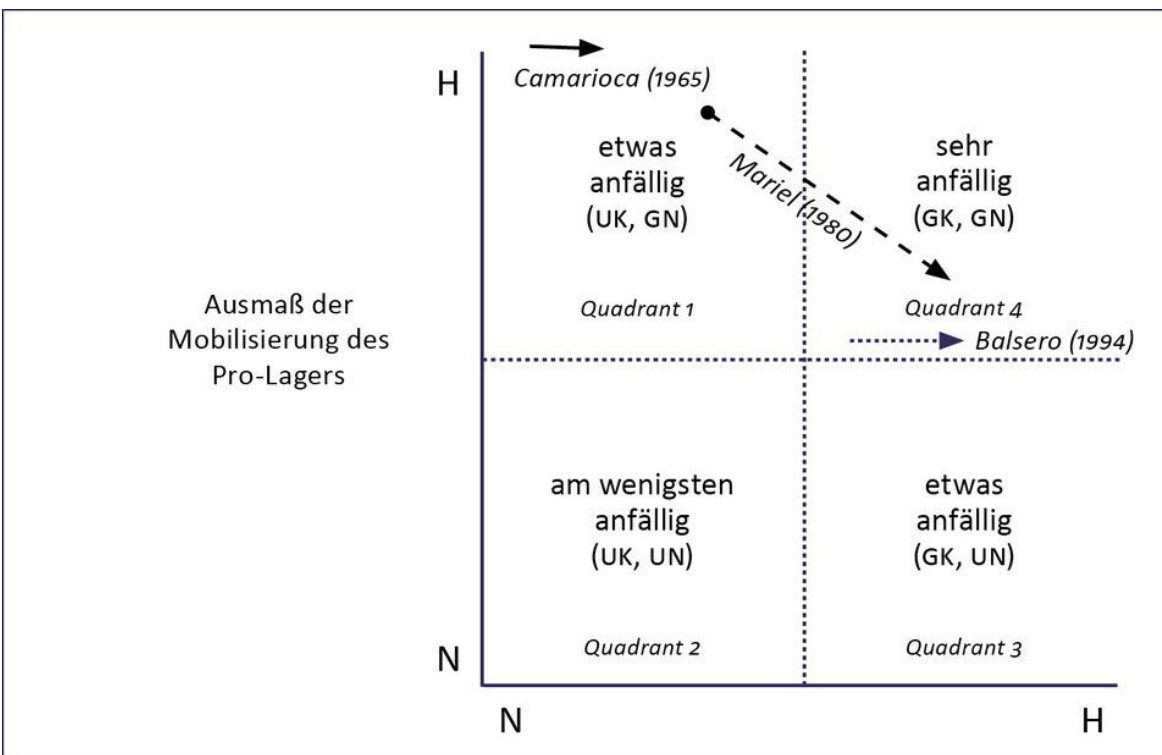 H
Camarioca (1965)
etwas
anfällig
(UK, GN)
Mariel (1980)
sehr
anfällig
(GK, GN)
Ausmaß der
Mobilisierung des
Pro-Lagers
Quadrant 1
Quadrant 4
Balsero (1994)
am wenigsten
anfällig
(UK, UN)
etwas
anfällig
(GK, UN)
N
Quadrant 2
Quadrant 3
N
H